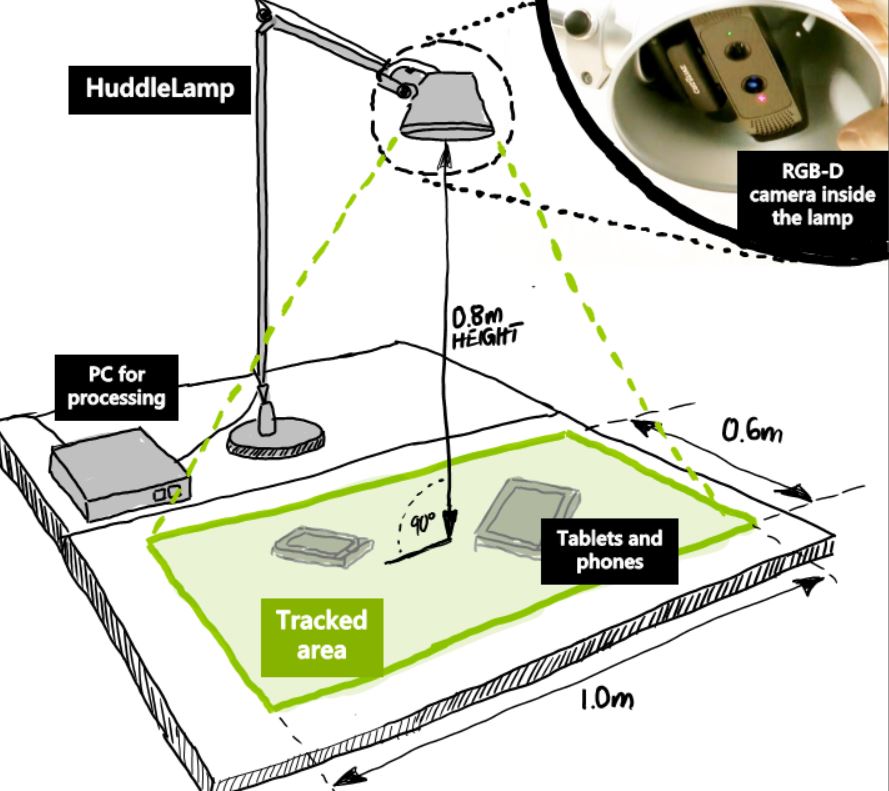 HuddleLamp
RGB-D
camera inside
the lamp
0.8m
HEIGHT
PC for
processing
0.6m
90°
Tablets and
phones
Tracked
area
1.0m